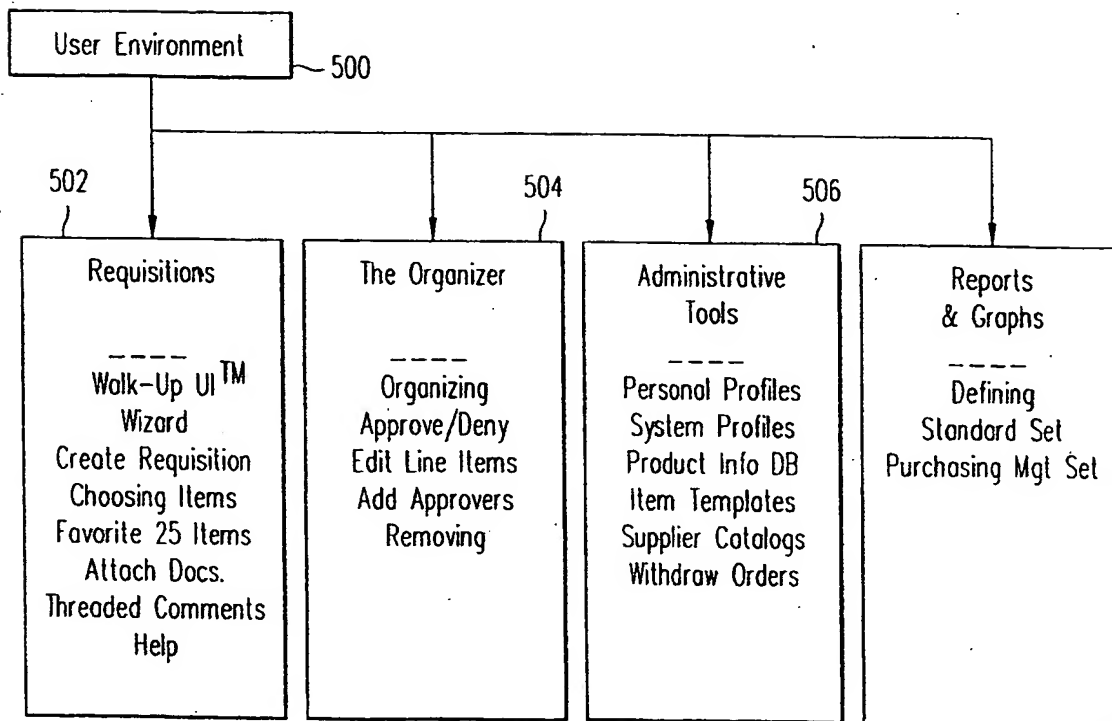 User Environment
500
502
504
506
Requisitions
Walk-Up UI™
Wizard
Create Requisition
Choosing Items
Favorite 25 Items
Attach Docs.
Threaded Comments
Help
The Organizer
Organizing
Approve/Deny
Edit Line Items
Add Approvers
Removing
Administrative
Tools
Personal Profiles
System Profiles
Product Info DB
Item Templates
Supplier Catalogs
Withdraw Orders
Reports
& Graphs
Defining
Standard Set
Purchasing Mgt Set